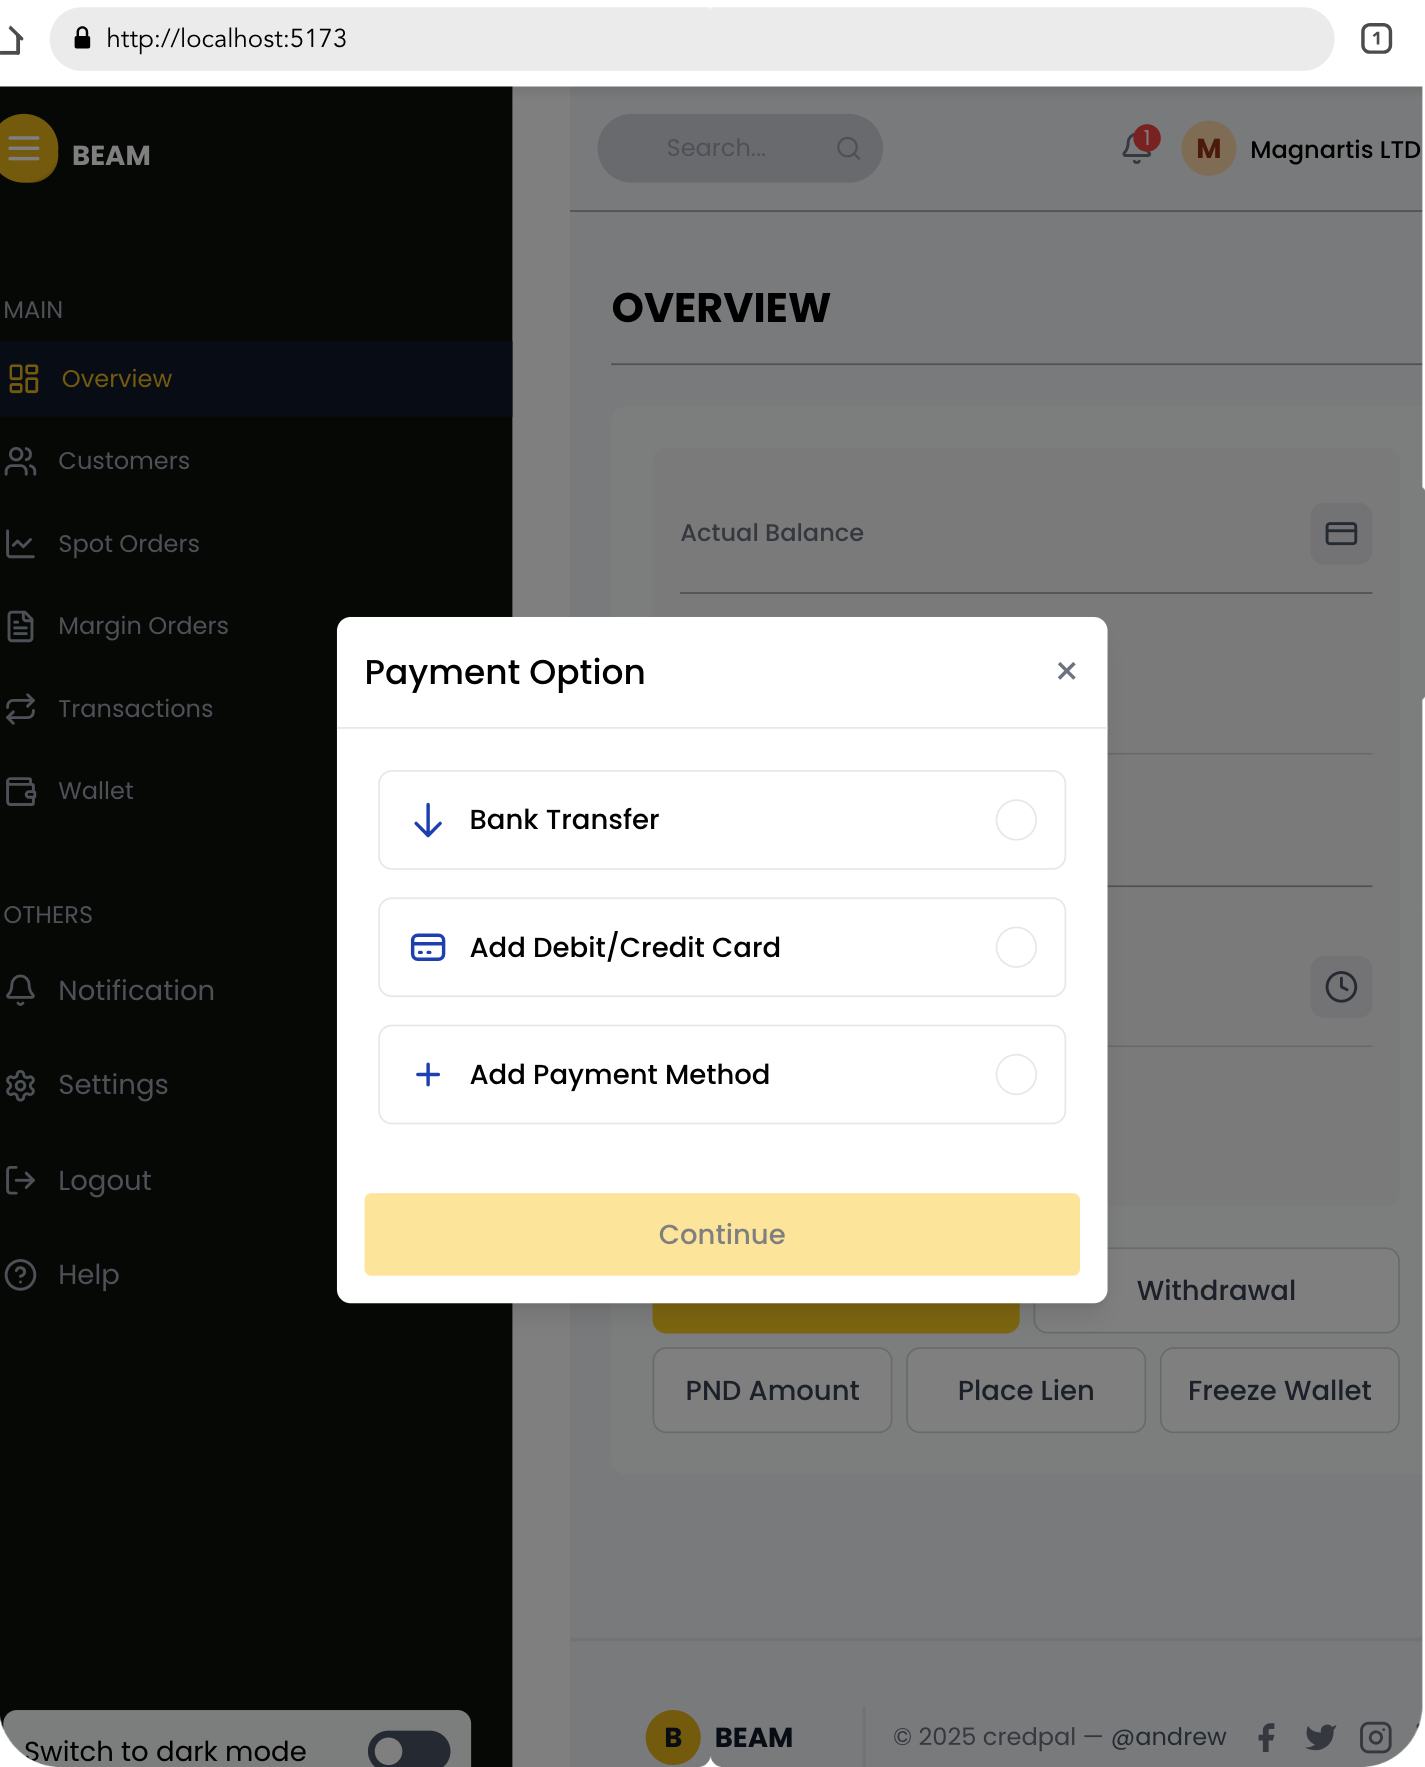 http://localhost:5173
1
BEAM
Search...
1
M
Magnartis LTD
MAIN
OVERVIEW
Overview
Customers
Spot Orders
Actual Balance
Margin Orders
Payment Option
Transactions
Wallet
Bank Transfer
OTHERS
Add Debit/Credit Card
Notification
Add Payment Method
Settings
Logout
Continue
Help
Withdrawal
PND Amount
Place Lien
Freeze Wallet
Switch to dark mode
B
BEAM
© 2025 credpal — @andrew